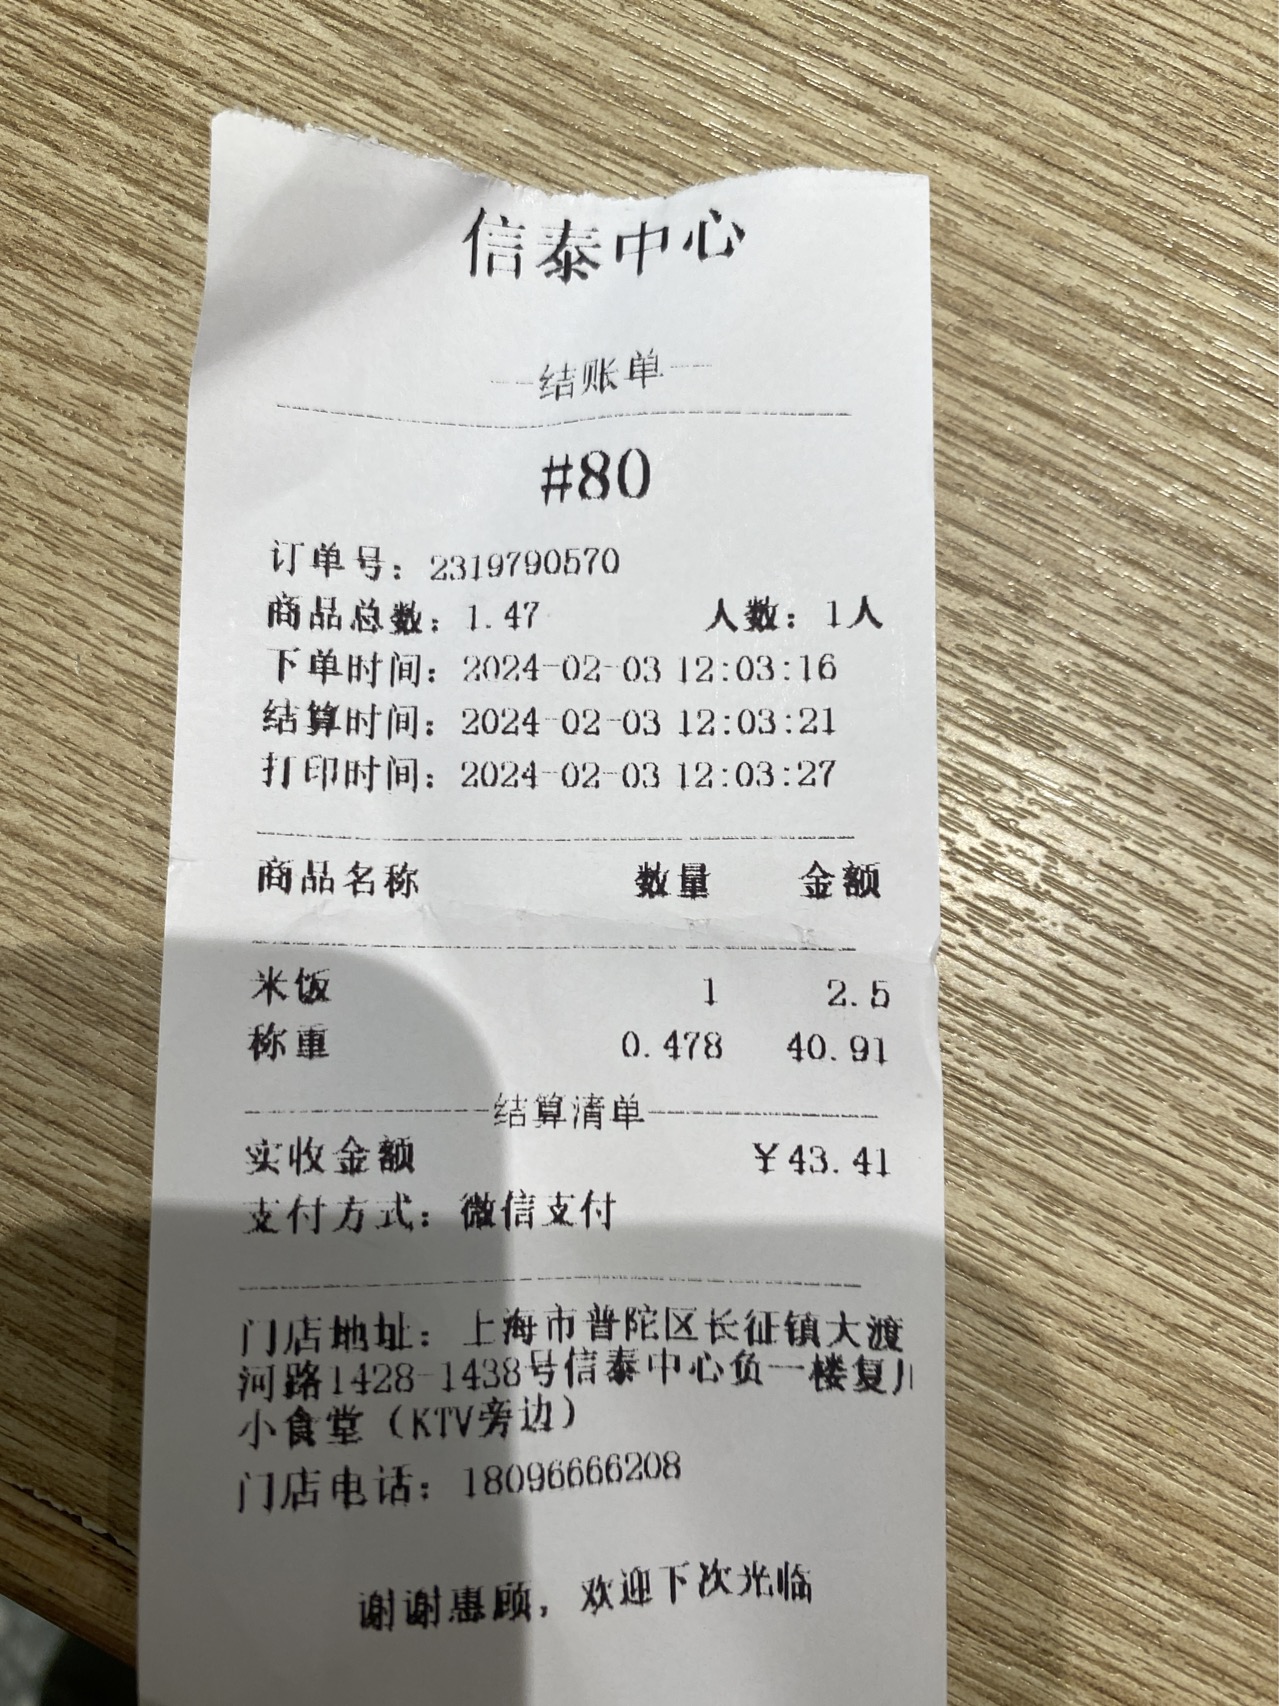 信泰中心
—结账单—
#80
订单号：2319790570
商品总数：1.47 人数：1人
下单时间：2024-02-03 12:03:16
结算时间：2024-02-03 12:03:21
打印时间：2024-02-03 12:03:27
商品名称 数量 金额
米饭 1 2.5
称重 0.478 40.91
结算清单
实收金额 ¥43.41
支付方式：微信支付
门店地址：上海市普陀区长征镇大渡
河路1428-1438号信泰中心负一楼复
小食堂（KTV旁边）
门店电话：18096666208
谢谢惠顾，欢迎下次光临